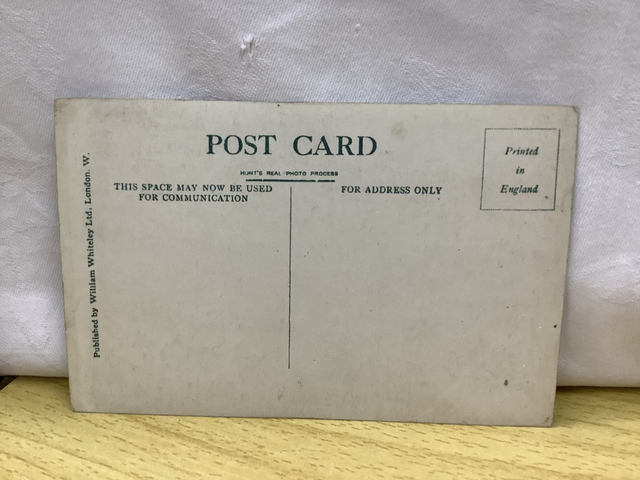 POST CARD
HUNT'S REAL PHOTO PROCESS
THIS SPACE MAY NOW BE USED
FOR COMMUNICATION
FOR ADDRESS ONLY
Printed
in
England
Published by William Whiteley Ltd. London. W.